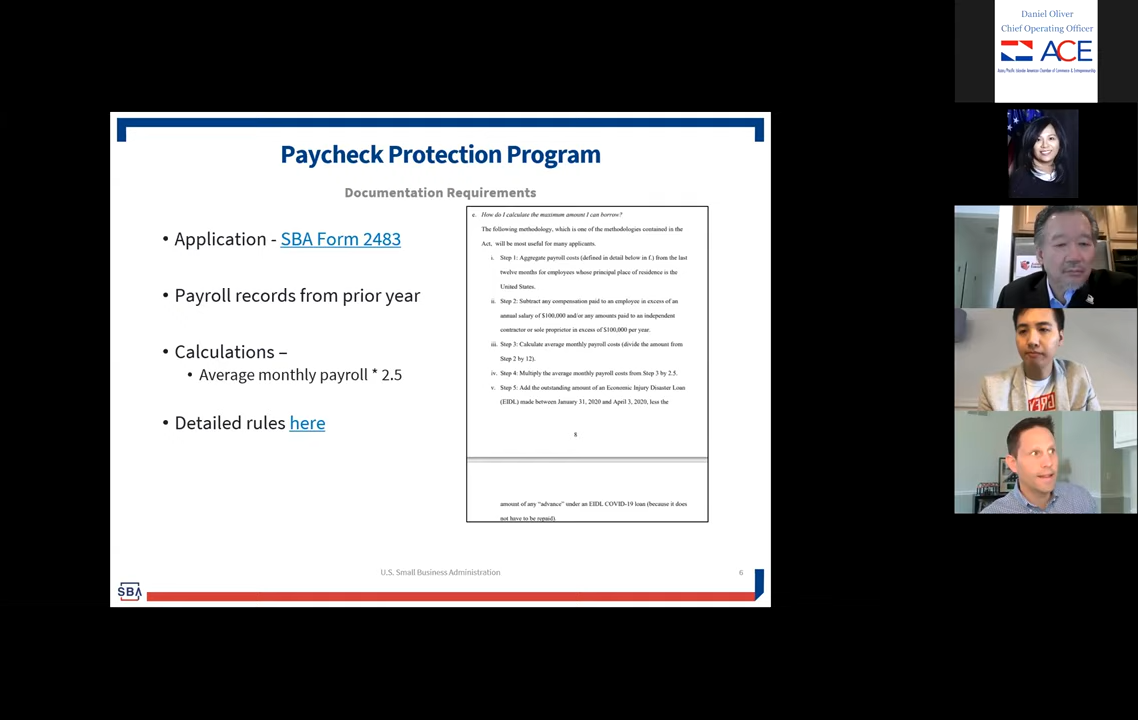 Daniel Oliver
Chief Operating Officer
ACE
Asian/Pacific Islander American Chamber of Commerce & Entrepreneurship
Paycheck Protection Program
Documentation Requirements
• Application - SBA Form 2483
• Payroll records from prior year
• Calculations –
• Average monthly payroll * 2.5
• Detailed rules here
How do I calculate the maximum amount I can borrow?
The following methodology, which is one of the methodologies contained in the
Act, will be most useful for many applicants.
i. Step 1: Aggregate payroll costs (defined in detail below in f.) from the last
twelve months for employees whose principal place of residence is the
United States.
ii. Step 2: Subtract any compensation paid to an employee in excess of an
annual salary of $100,000 and/or any amounts paid to an independent
contractor or sole proprietor in excess of $100,000 per year.
iii. Step 3: Calculate average monthly payroll costs (divide the amount from
Step 2 by 12).
iv. Step 4: Multiply the average monthly payroll costs from Step 3 by 2.5.
v. Step 5: Add the outstanding amount of an Economic Injury Disaster Loan
(EIDL) made between January 31, 2020 and April 3, 2020, less the
8
amount of any “advance” under an EIDL COVID-19 loan (because it does
not have to be repaid).
U.S. Small Business Administration
6
SBA